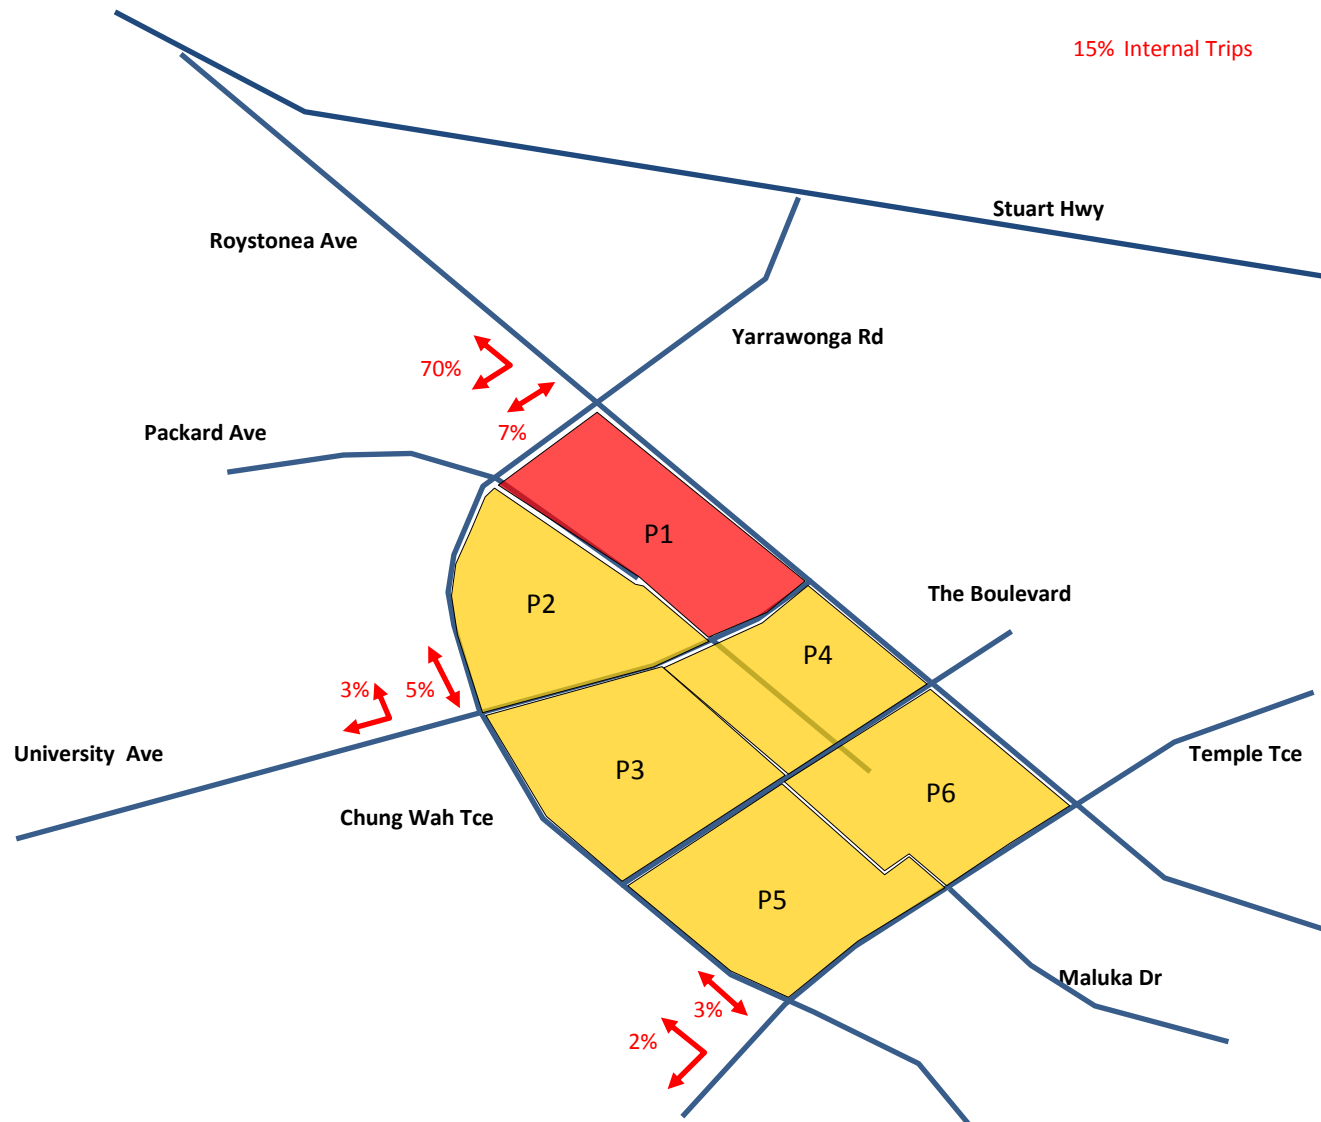 15% Internal Trips
Stuart Hwy
Roystonea Ave
Yarrawonga Rd
70%
7%
Packard Ave
P1
The Boulevard
P2
P4
3%
5%
University Ave
Temple Tce
P3
P6
Chung Wah Tce
P5
Maluka Dr
3%
2%